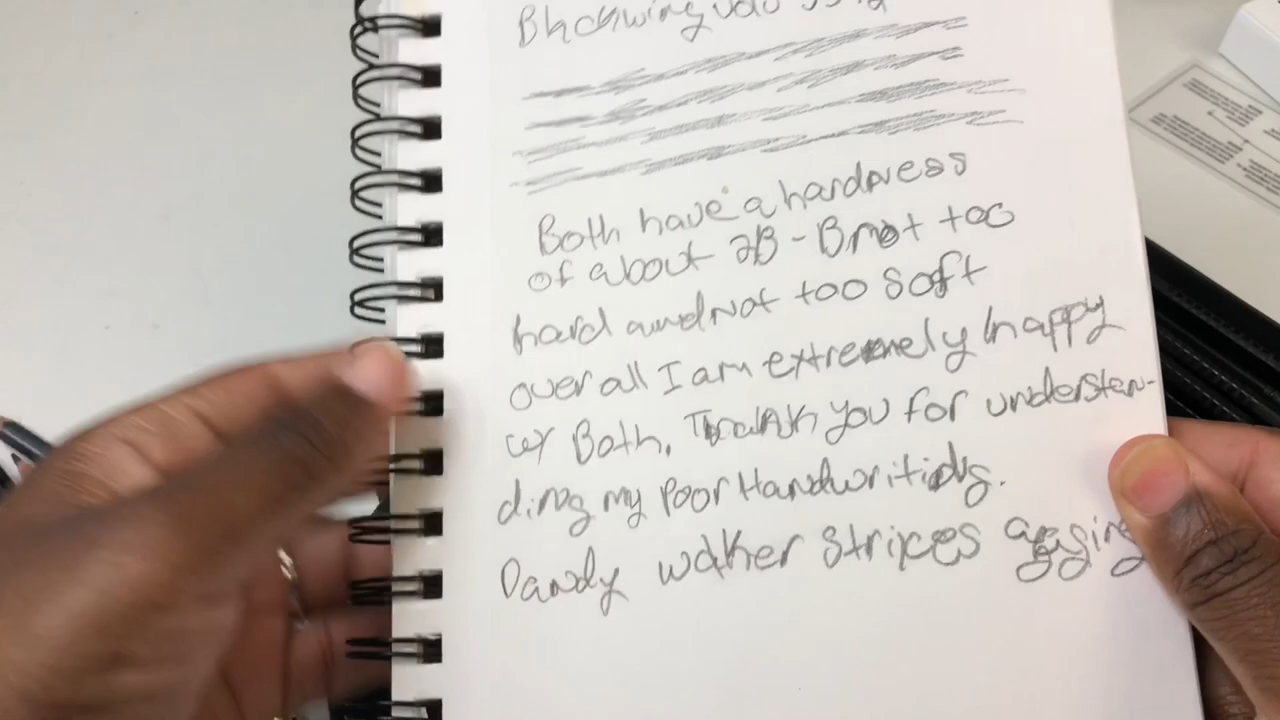 Blackwing
Both have a hardness
of about 2B - B not too
hard and Not too Soft
over all I am extremely happy
w/ Both. Thank you for understan-
ding my Poor Handwriting.
Dandy walker Strikes